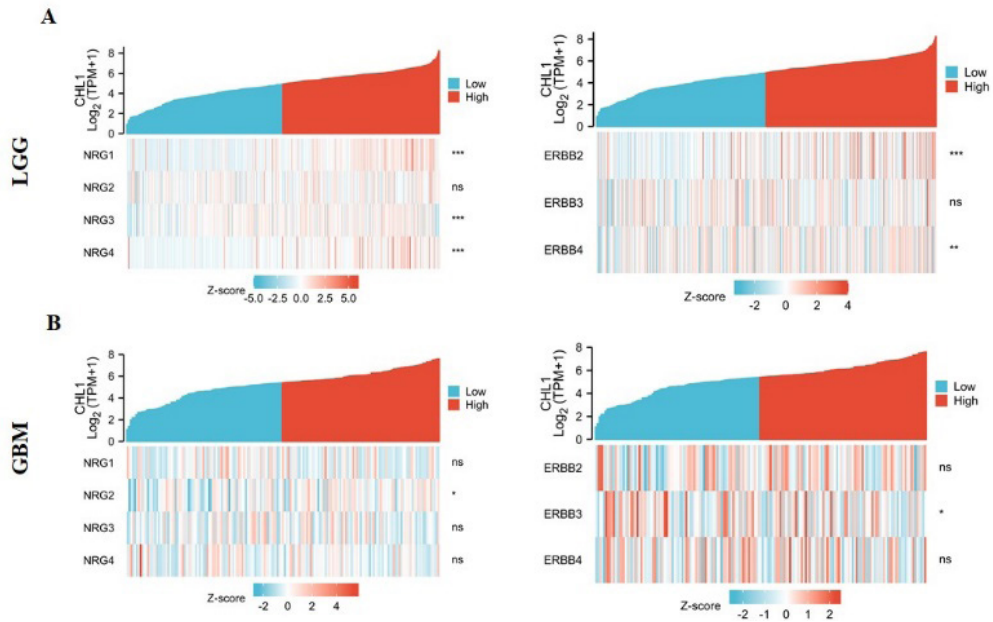 A
LGG
CHL1
Log2 (TPM+1)
8
6
4
2
0
Low
High
NRG1 ***
NRG2 ns
NRG3 ***
NRG4 ***
Z-score
-5.0 -2.5 0.0 2.5 5.0
CHL1
Log2 (TPM+1)
8
6
4
2
0
Low
High
ERBB2 ***
ERBB3 ns
ERBB4 **
Z-score
-2 0 2 4
B
GBM
CHL1
Log2 (TPM+1)
8
6
4
2
0
Low
High
NRG1 ns
NRG2 *
NRG3 ns
NRG4 ns
Z-score
-2 0 2 4
CHL1
Log2 (TPM+1)
8
6
4
2
0
Low
High
ERBB2 ns
ERBB3 *
ERBB4 ns
Z-score
-2 -1 0 1 2